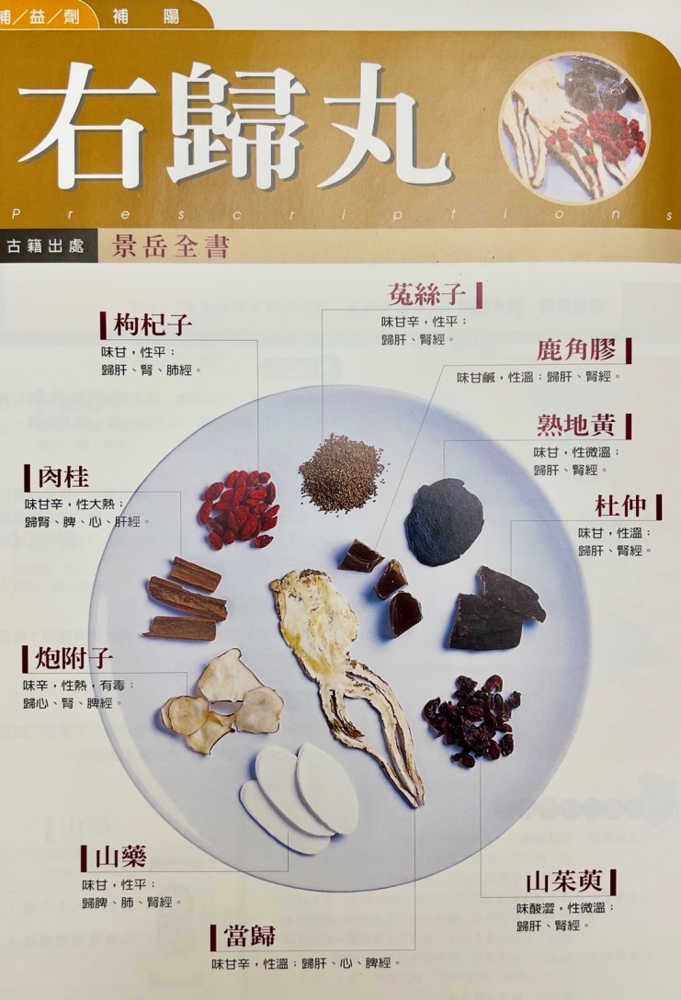 補/益/劑 補陽
右歸丸
Prescriptions
古籍出處 景岳全書
菟絲子
味甘辛,性平;
歸肝、腎經。
枸杞子
味甘,性平;
歸肝、腎、肺經。
鹿角膠
味甘鹹,性溫;歸肝、腎經。
熟地黃
味甘,性微溫;
歸肝、腎經。
肉桂
味甘辛,性大熱;
歸腎、脾、心、肝經。
杜仲
味甘,性溫;
歸肝、腎經。
炮附子
味辛,性熱,有毒;
歸心、腎、脾經。
山藥
味甘,性平;
歸脾、肺、腎經。
山茱萸
味酸澀,性微溫;
歸肝、腎經。
當歸
味甘辛,性溫;歸肝、心、脾經。